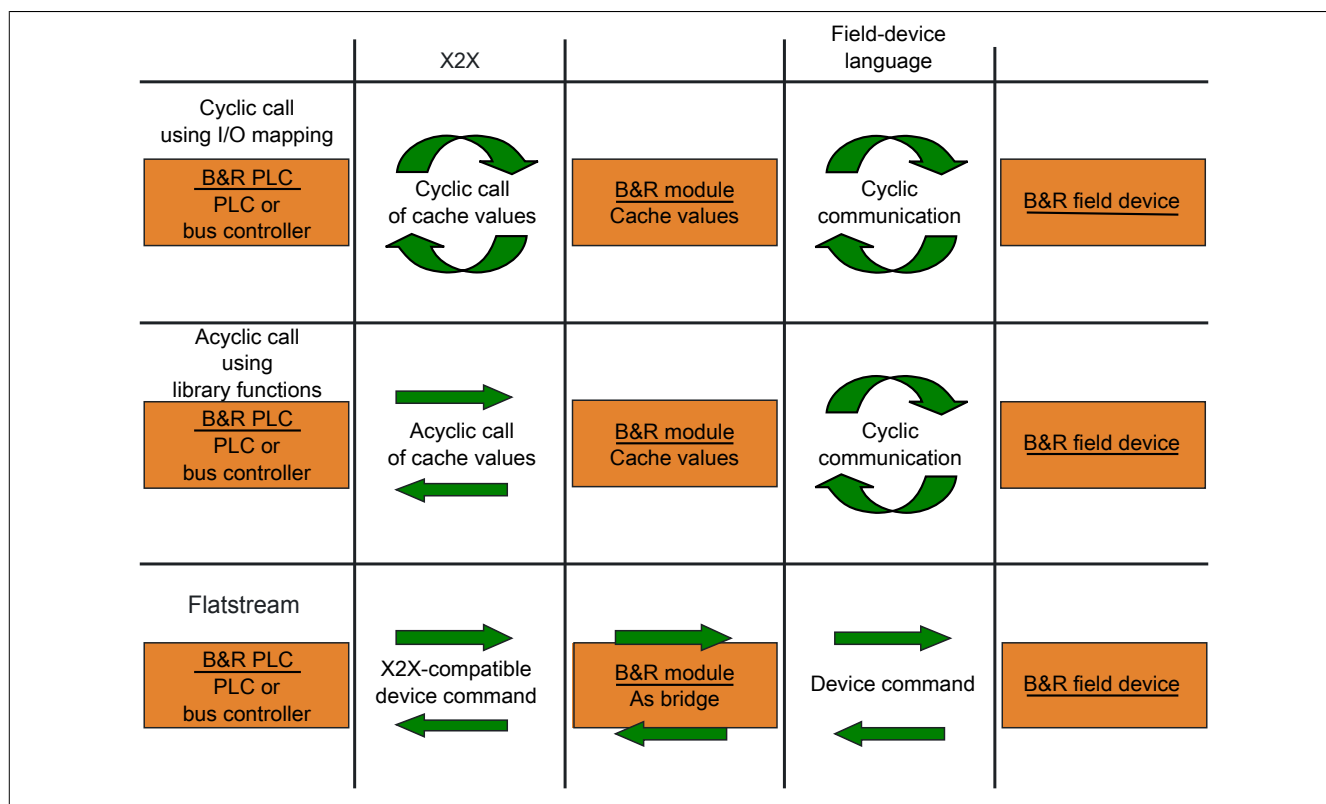 X2X
Field-device
language
Cyclic call
using I/O mapping
B&R PLC
PLC or
bus controller
Cyclic call
of cache values
B&R module
Cache values
Cyclic
communication
B&R field device
Acyclic call
using
library functions
B&R PLC
PLC or
bus controller
Acyclic call
of cache values
B&R module
Cache values
Cyclic
communication
B&R field device
Flatstream
B&R PLC
PLC or
bus controller
X2X-compatible
device command
B&R module
As bridge
Device command
B&R field device